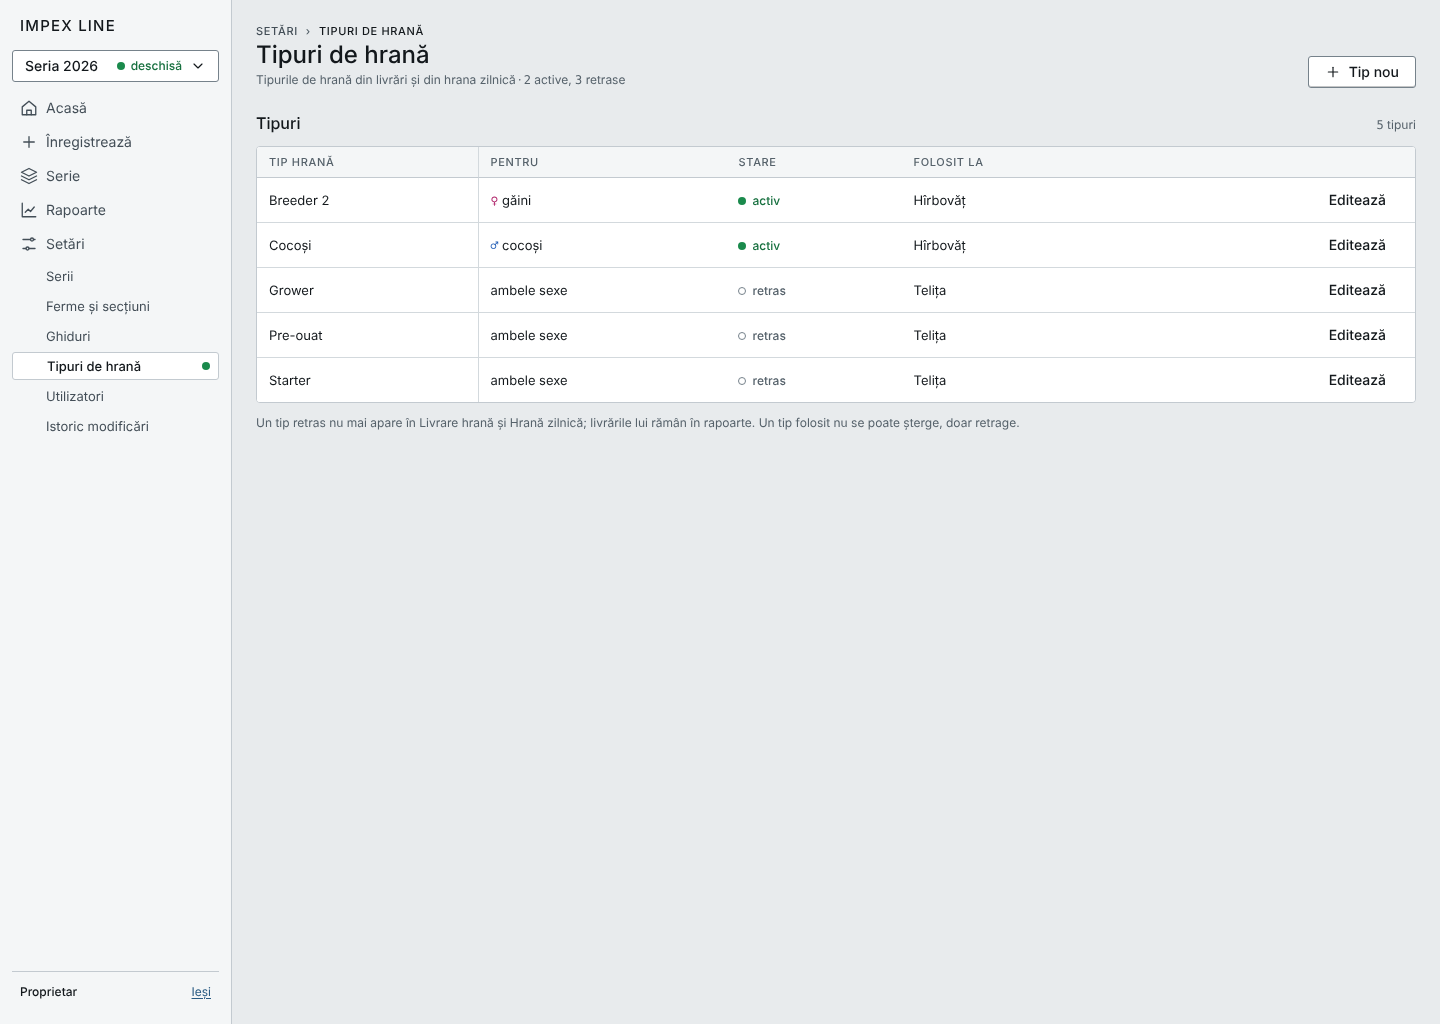 IMPEX LINE
Seria 2026 deschisă
Acasă
Înregistrează
Serie
Rapoarte
Setări
Serii
Ferme și secțiuni
Ghiduri
Tipuri de hrană
Utilizatori
Istoric modificări
Proprietar Ieși
SETĂRI › TIPURI DE HRANĂ
Tipuri de hrană
Tipurile de hrană din livrări și din hrana zilnică · 2 active, 3 retrase
Tip nou
Tipuri 5 tipuri
TIP HRANĂ PENTRU STARE FOLOSIT LA
Breeder 2 ♀ găini activ Hîrbovăț Editează
Cocoși ♂ cocoși activ Hîrbovăț Editează
Grower ambele sexe retras Telița Editează
Pre-ouat ambele sexe retras Telița Editează
Starter ambele sexe retras Telița Editează
Un tip retras nu mai apare în Livrare hrană și Hrană zilnică; livrările lui rămân în rapoarte. Un tip folosit nu se poate șterge, doar retrage.